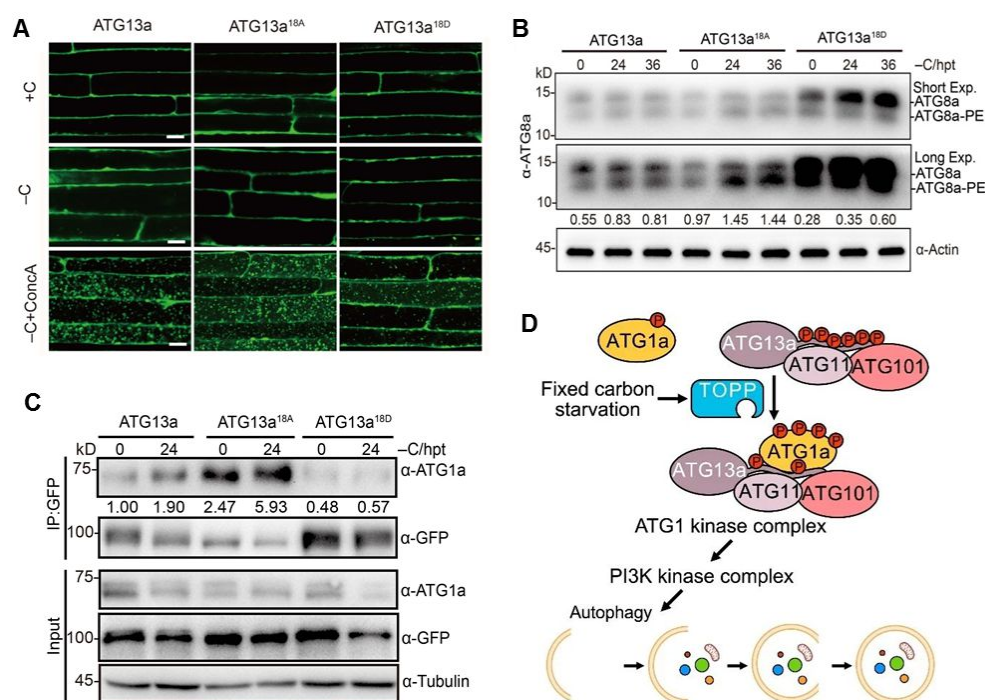 A
ATG13a ATG13a18A ATG13a18D
+C
–C
–C+ConcA
B
ATG13a ATG13a18A ATG13a18D
0 24 36 0 24 36 0 24 36 –C/hpt
kD
α-ATG8a
15-
10-
Short Exp.
ATG8a
ATG8a-PE
15-
10-
Long Exp.
ATG8a
ATG8a-PE
0.55 0.83 0.81 0.97 1.45 1.44 0.28 0.35 0.60
45- α-Actin
C
ATG13a ATG13a18A ATG13a18D
kD 0 24 0 24 0 24 –C/hpt
IP:GFP
75- α-ATG1a
1.00 1.90 2.47 5.93 0.48 0.57
100- α-GFP
Input
75- α-ATG1a
100- α-GFP
45- α-Tubulin
D
P
ATG1a
P P P P P P
ATG13a
ATG11 ATG101
Fixed carbon
starvation
TOPP
P P P P
ATG1a
P P
ATG13a
ATG11 ATG101
ATG1 kinase complex
PI3K kinase complex
Autophagy